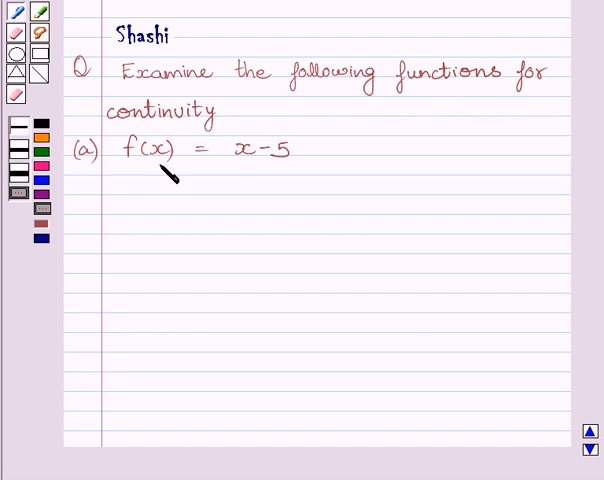 Shashi
Q Examine the following functions for
continuity
(a) f(x) = x-5